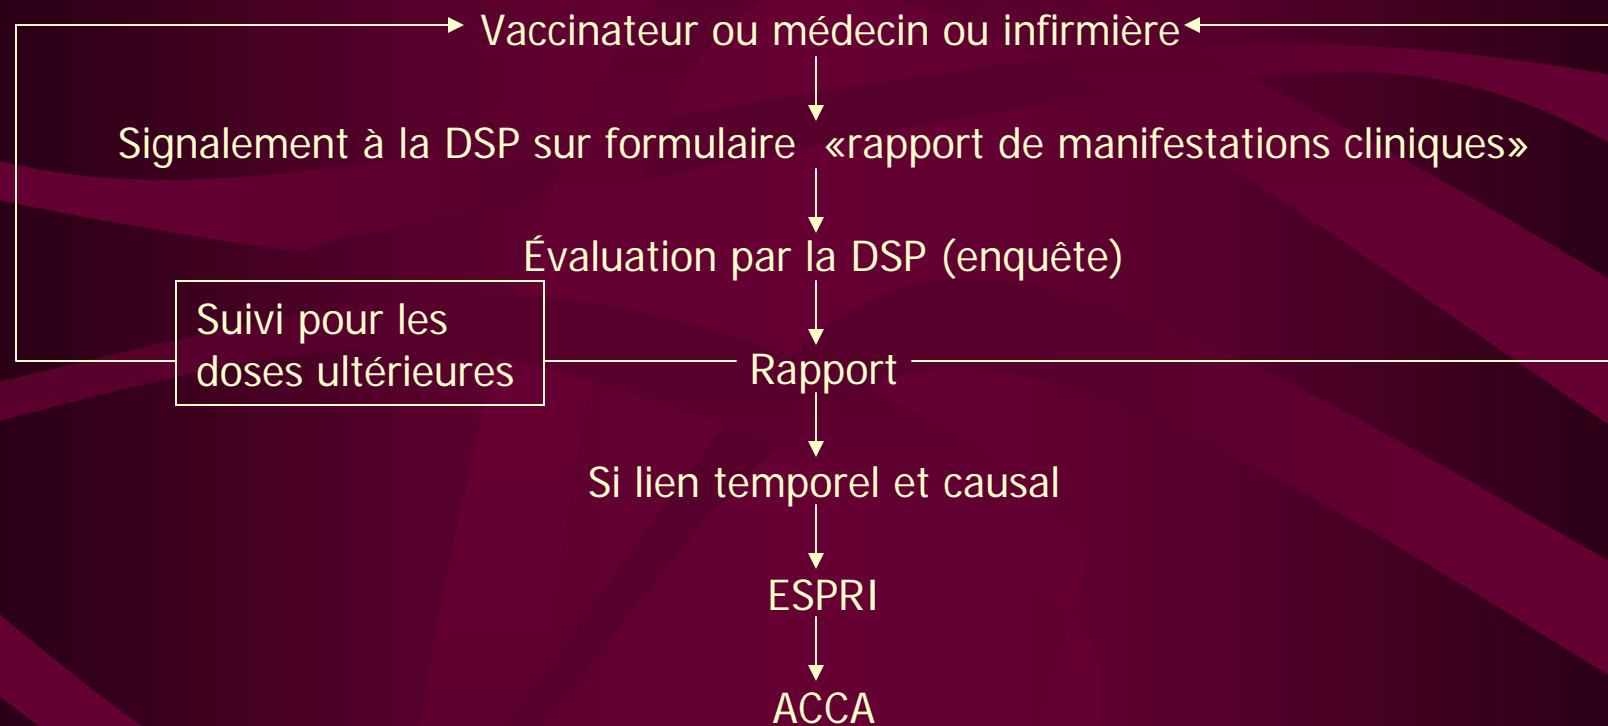 Vaccinateur ou médecin ou infirmière
Signalement à la DSP sur formulaire «rapport de manifestations cliniques»
Évaluation par la DSP (enquête)
Suivi pour les
doses ultérieures
Rapport
Si lien temporel et causal
ESPRI
ACCA